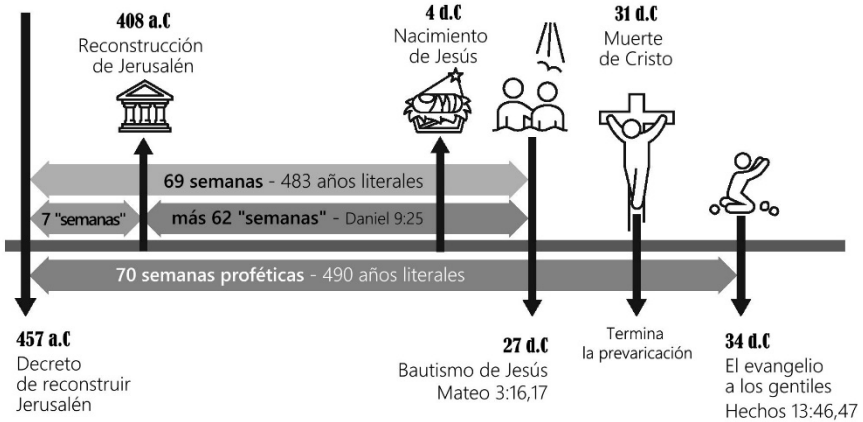 408 a.C
Reconstrucción
de Jerusalén
4 d.C
Nacimiento
de Jesús
31 d.C
Muerte
de Cristo
69 semanas - 483 años literales
7 "semanas"
más 62 "semanas" - Daniel 9:25
70 semanas proféticas - 490 años literales
457 a.C
Decreto
de reconstruir
Jerusalén
27 d.C
Bautismo de Jesús
Mateo 3:16,17
Termina
la prevaricación
34 d.C
El evangelio
a los gentiles
Hechos 13:46,47